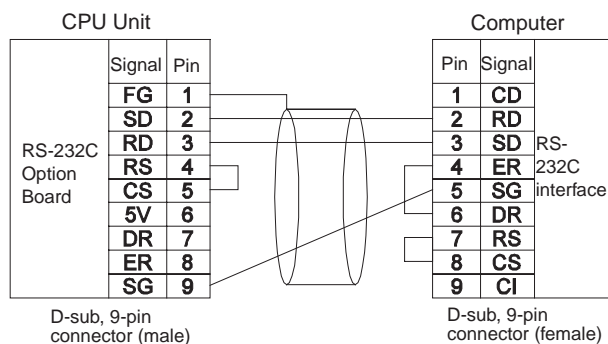 CPU Unit
Computer
Signal Pin
Pin Signal
FG 1
1 CD
SD 2
2 RD
RD 3
3 SD
RS 4
4 ER
CS 5
5 SG
5V 6
6 DR
DR 7
7 RS
ER 8
8 CS
SG 9
9 CI
RS-232C
Option
Board
RS-
232C
interface
D-sub, 9-pin
connector (male)
D-sub, 9-pin
connector (female)